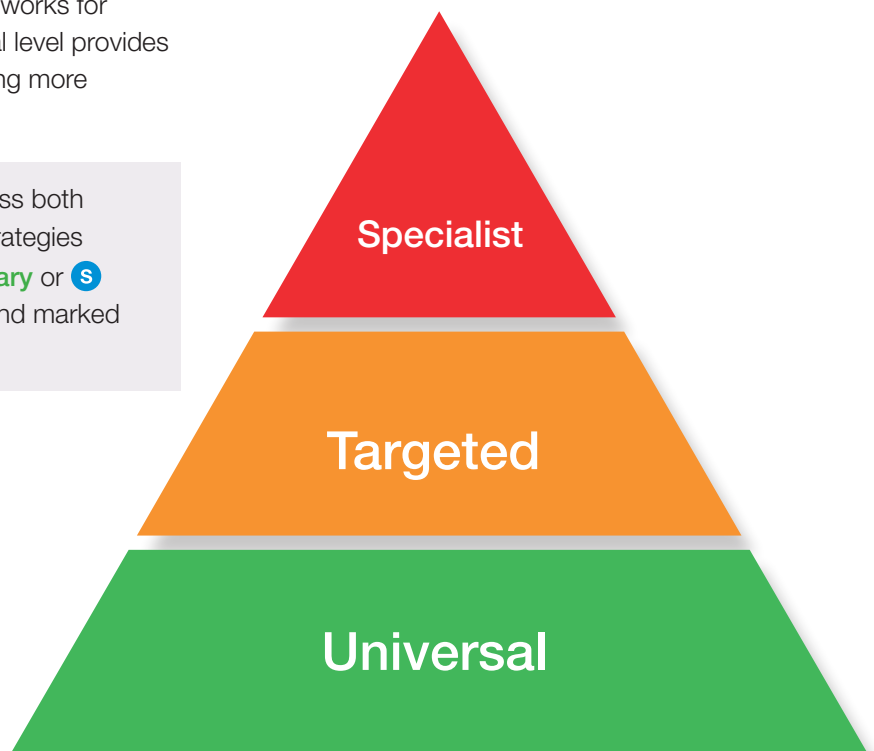 works for
l level provides
ng more
ss both
rategies
ary or S
nd marked
Specialist
Targeted
Universal